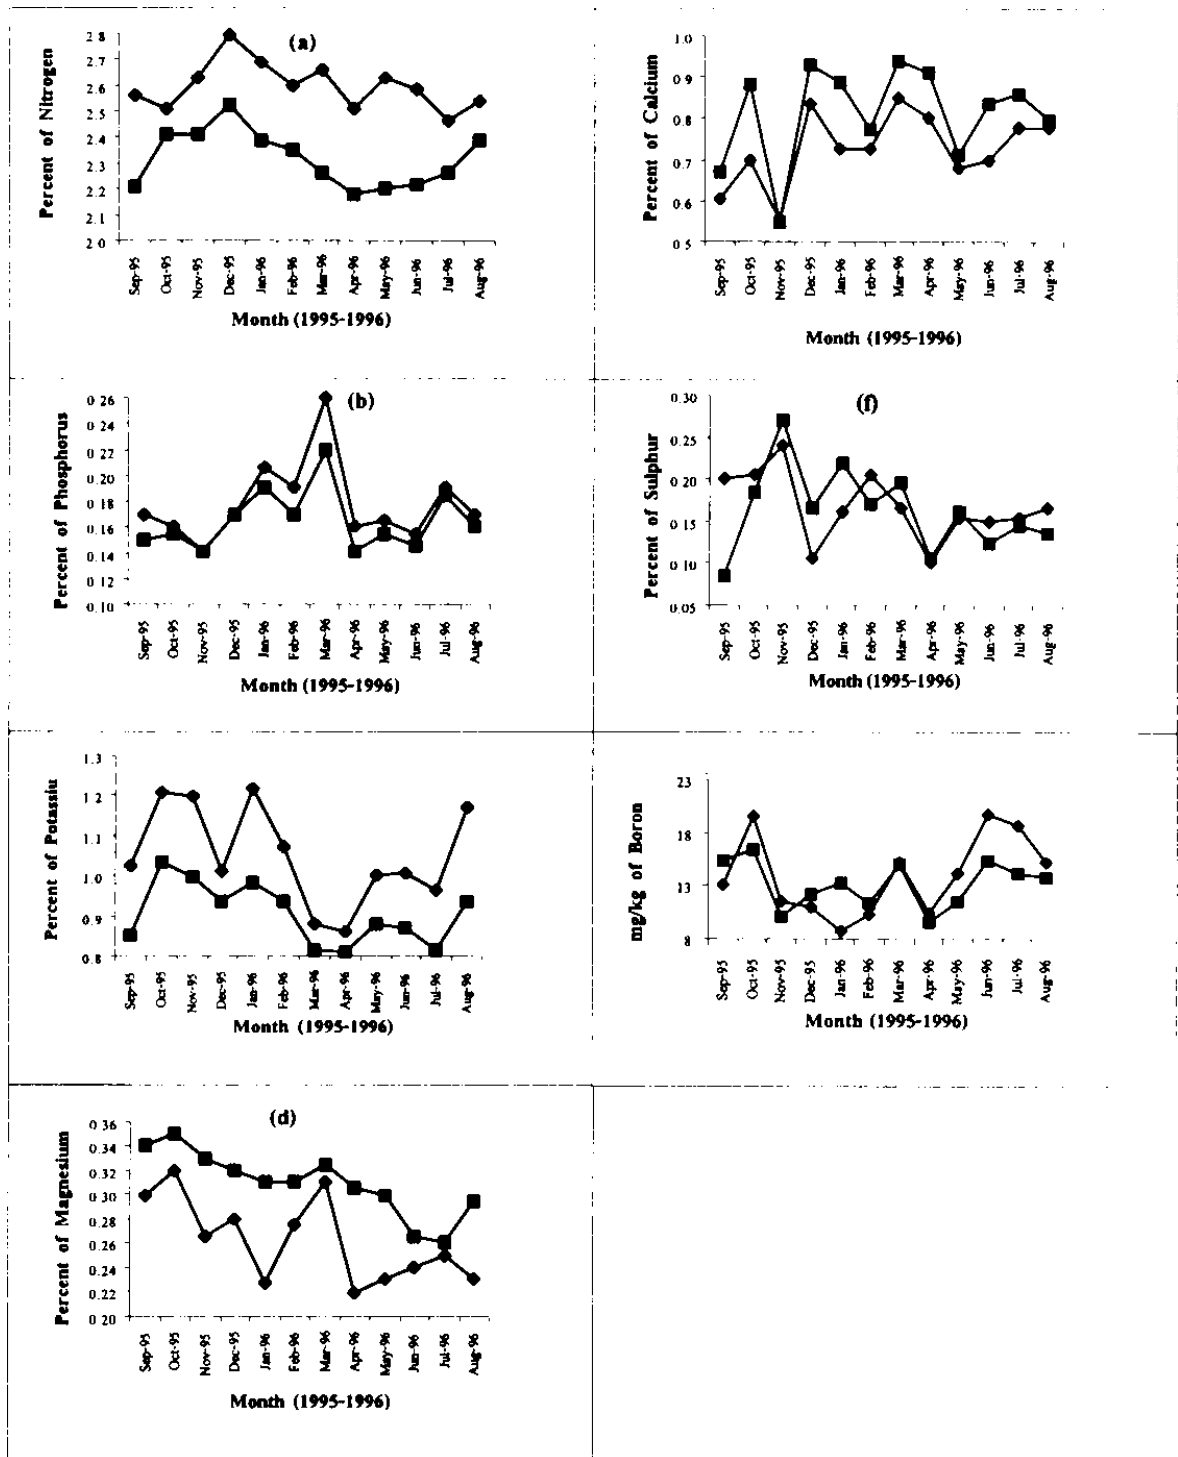 (a)
Percent of Nitrogen
2.8
2.7
2.6
2.5
2.4
2.3
2.2
2.1
2.0
Sep-95
Oct-95
Nov-95
Dec-95
Jan-96
Feb-96
Mar-96
Apr-96
May-96
Jun-96
Jul-96
Aug-96
Month (1995-1996)
Percent of Calcium
1.0
0.9
0.8
0.7
0.6
0.5
Sep-95
Oct-95
Nov-95
Dec-95
Jan-96
Feb-96
Mar-96
Apr-96
May-96
Jun-96
Jul-96
Aug-96
Month (1995-1996)
(b)
Percent of Phosphorus
0.26
0.24
0.22
0.20
0.18
0.16
0.14
0.12
0.10
Sep-95
Oct-95
Nov-95
Dec-95
Jan-96
Feb-96
Mar-96
Apr-96
May-96
Jun-96
Jul-96
Aug-96
Month (1995-1996)
(f)
Percent of Sulphur
0.30
0.25
0.20
0.15
0.10
0.05
Sep-95
Oct-95
Nov-95
Dec-95
Jan-96
Feb-96
Mar-96
Apr-96
May-96
Jun-96
Jul-96
Aug-96
Month (1995-1996)
Percent of Potassiu
1.3
1.2
1.1
1.0
0.9
0.8
Sep-95
Oct-95
Nov-95
Dec-95
Jan-96
Feb-96
Mar-96
Apr-96
May-96
Jun-96
Jul-96
Aug-96
Month (1995-1996)
mg/kg of Boron
23
18
13
8
Sep-95
Oct-95
Nov-95
Dec-95
Jan-96
Feb-96
Mar-96
Apr-96
May-96
Jun-96
Jul-96
Aug-96
Month (1995-1996)
(d)
Percent of Magnesium
0.36
0.34
0.32
0.30
0.28
0.26
0.24
0.22
0.20
Sep-95
Oct-95
Nov-95
Dec-95
Jan-96
Feb-96
Mar-96
Apr-96
May-96
Jun-96
Jul-96
Aug-96
Month (1995-1996)